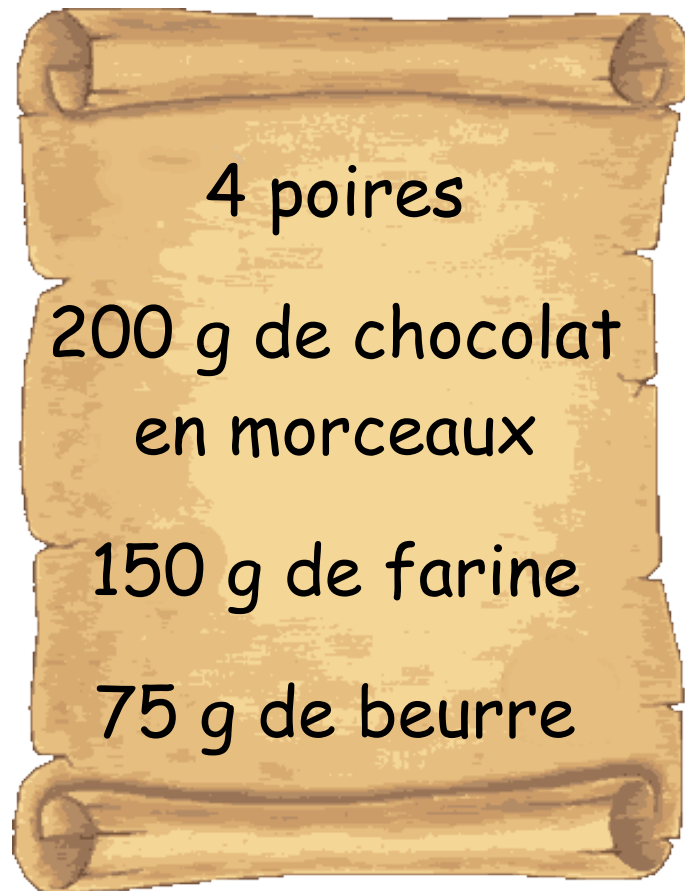 4 poires
200 g de chocolat
en morceaux
150 g de farine
75 g de beurre